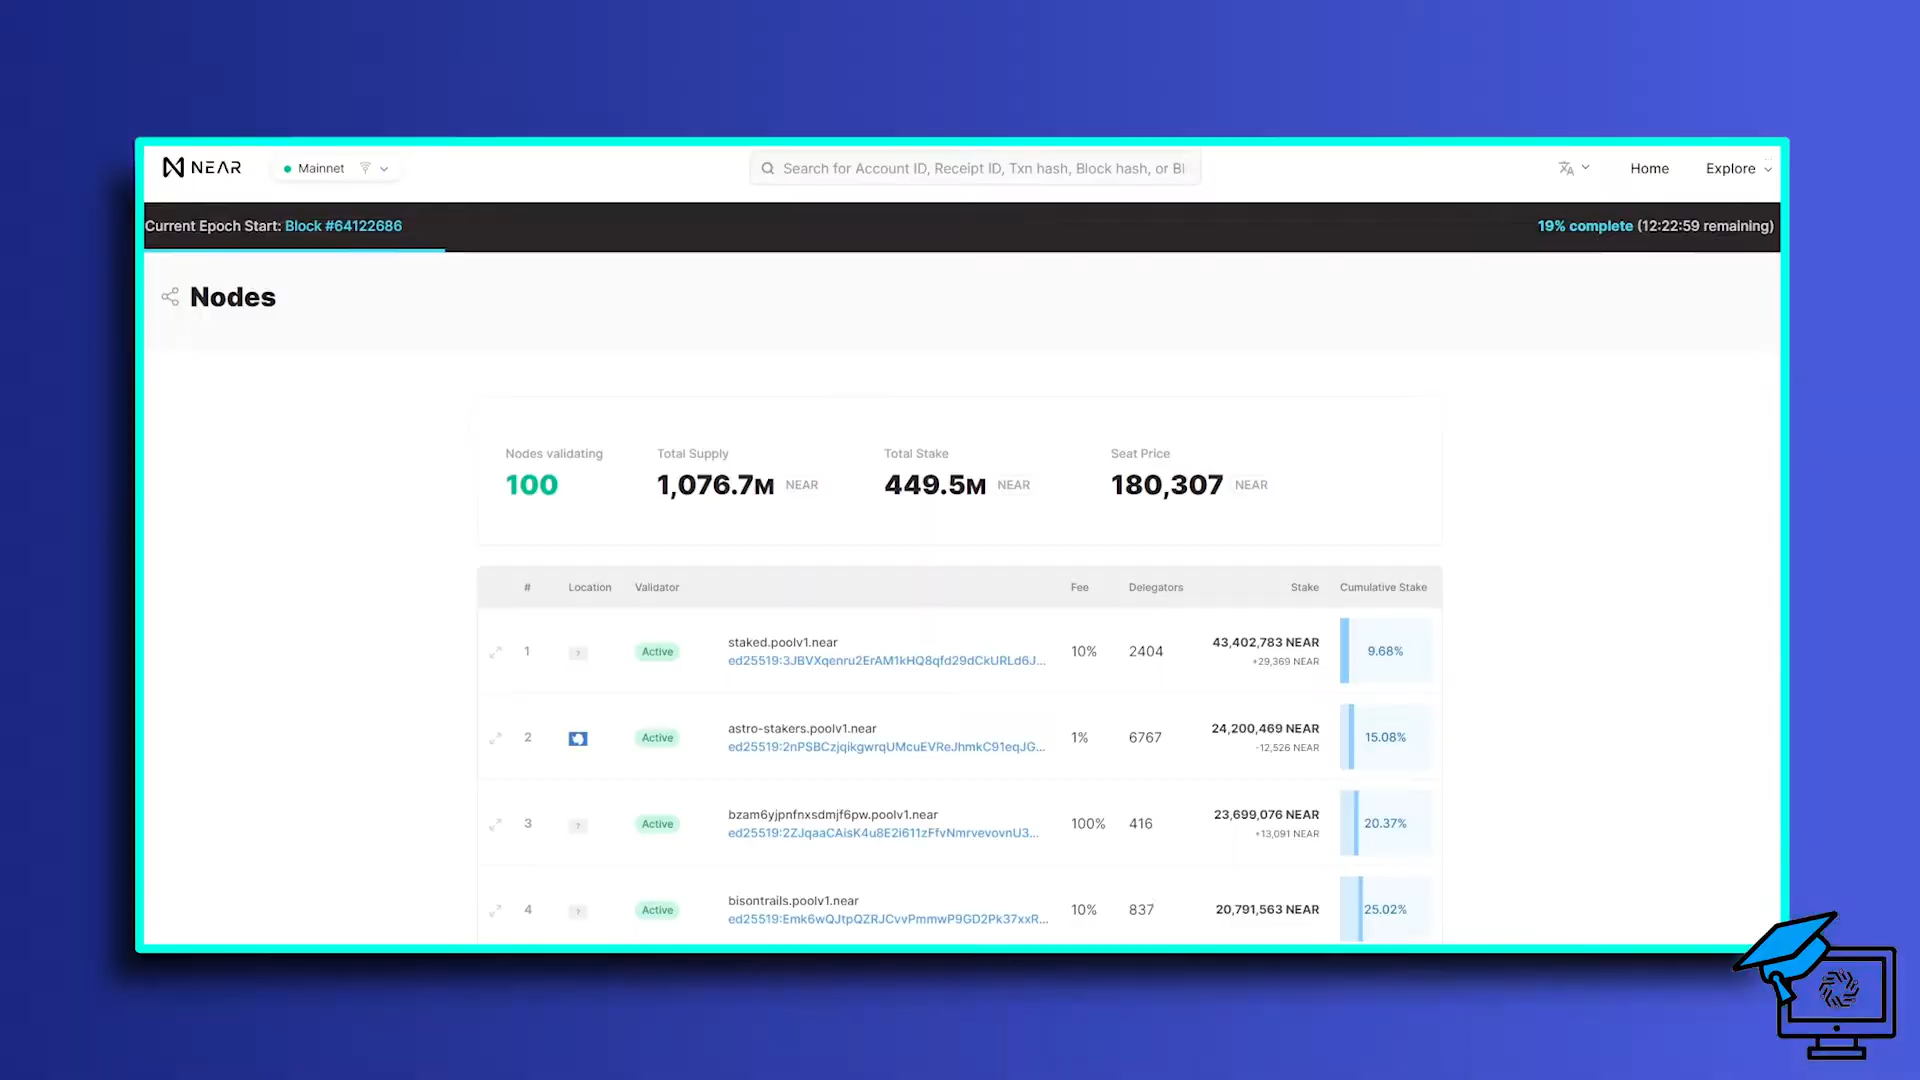 NEAR
Mainnet
Search for Account ID, Receipt ID, Txn hash, Block hash, or Bl
Home
Explore
Current Epoch Start: Block #64122686
19% complete (12:22:59 remaining)
Nodes
Nodes validating
100
Total Supply
1,076.7M NEAR
Total Stake
449.5M NEAR
Seat Price
180,307 NEAR
# Location Validator Fee Delegators Stake Cumulative Stake
1 ? Active staked.poolv1.near 10% 2404 43,402,783 NEAR 9.68%
ed25519:3JBVXqenru2ErAM1kHQ8qfd29dCkURLd6J... +29,369 NEAR
2 Active astro-stakers.poolv1.near 1% 6767 24,200,469 NEAR 15.08%
ed25519:2nPSBCzjqikgwrqUMcuEVReJhmkC91eqJG... -12,526 NEAR
3 ? Active bzam6yjpnfnxsdmjf6pw.poolv1.near 100% 416 23,699,076 NEAR 20.37%
ed25519:2ZJqaaCAisK4u8E2i611zFfvNmrvevovnU3... +13,091 NEAR
4 ? Active bisontrails.poolv1.near 10% 837 20,791,563 NEAR 25.02%
ed25519:Emk6wQJtpQZRJCvvPmmwP9GD2Pk37xxR...